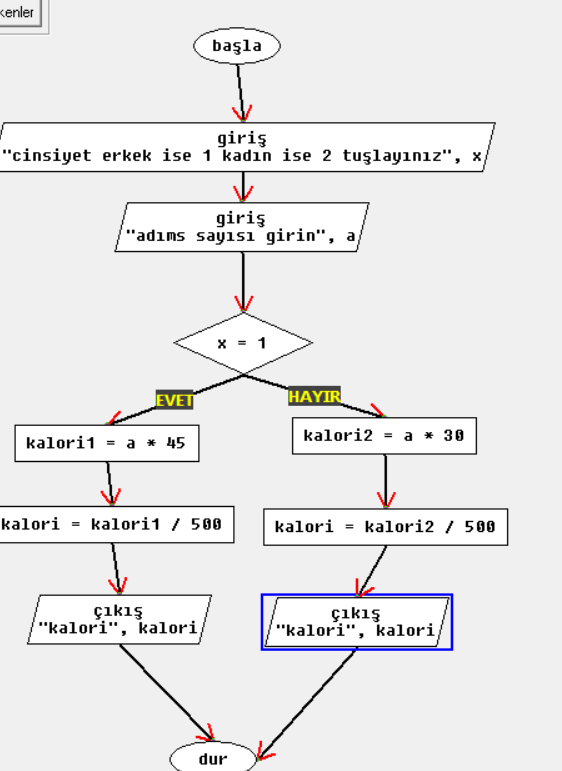 kenler
başla
giriş
"cinsiyet erkek ise 1 kadın ise 2 tuşlayınız", x
giriş
"adıms sayısı girin", a
x = 1
EVET
HAYIR
kalori1 = a * 45
kalori2 = a * 30
kalori = kalori1 / 500
kalori = kalori2 / 500
çıkış
"kalori", kalori
çıkış
"kalori", kalori
dur